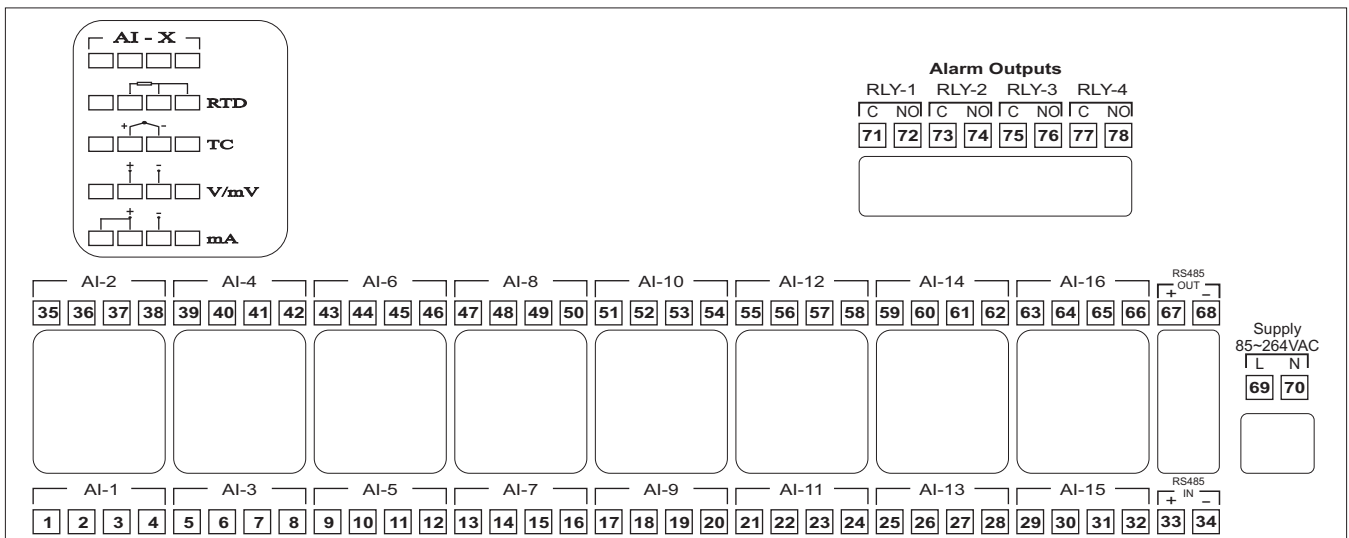 AI - X
RTD
+ -
TC
+ -
V/mV
+ -
mA
Alarm Outputs
RLY-1 RLY-2 RLY-3 RLY-4
C NO C NO C NO C NO
71 72 73 74 75 76 77 78
AI-2 AI-4 AI-6 AI-8 AI-10 AI-12 AI-14 AI-16 RS485 OUT
+ -
35 36 37 38 39 40 41 42 43 44 45 46 47 48 49 50 51 52 53 54 55 56 57 58 59 60 61 62 63 64 65 66 67 68
Supply
85~264VAC
L N
69 70
AI-1 AI-3 AI-5 AI-7 AI-9 AI-11 AI-13 AI-15 RS485 IN
+ -
1 2 3 4 5 6 7 8 9 10 11 12 13 14 15 16 17 18 19 20 21 22 23 24 25 26 27 28 29 30 31 32 33 34